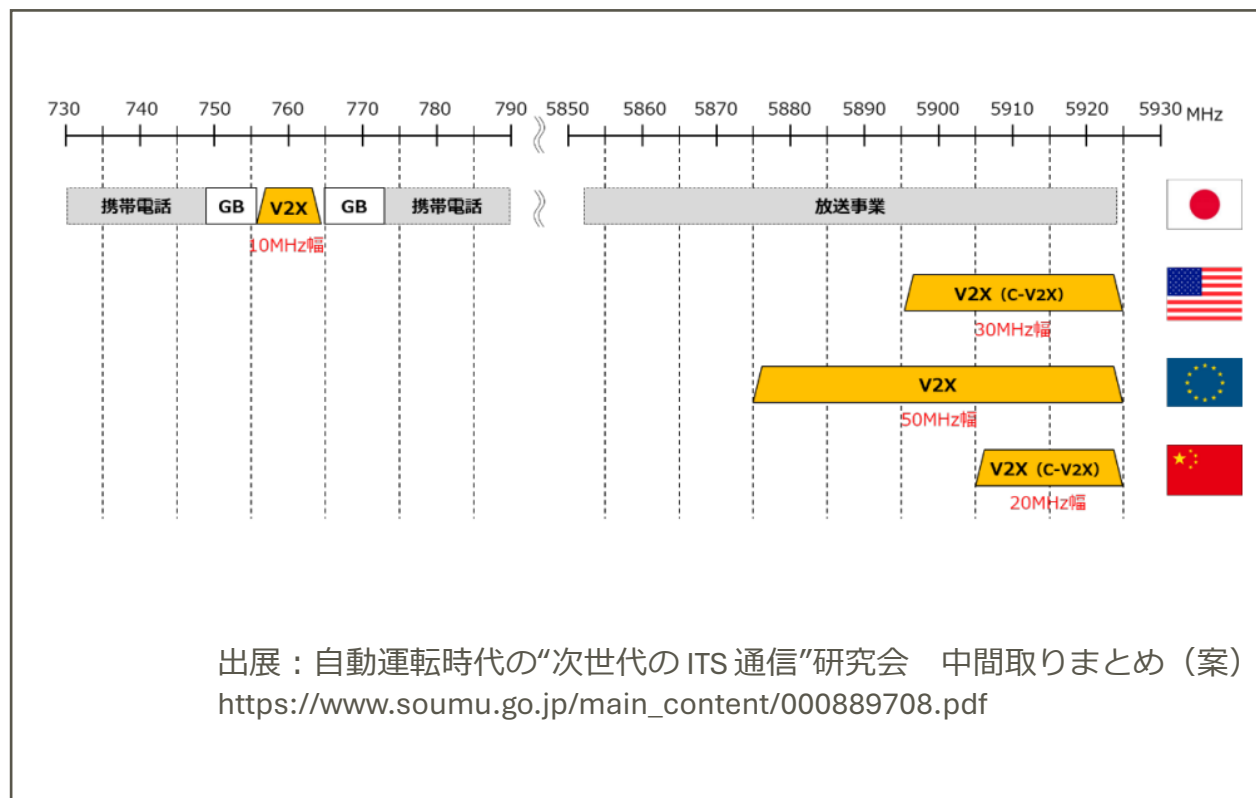 730 740 750 760 770 780 790 5850 5860 5870 5880 5890 5900 5910 5920 5930 MHz
携帯電話 GB V2X GB 携帯電話 放送事業
10MHz幅
V2X (C-V2X)
30MHz幅
V2X
50MHz幅
V2X (C-V2X)
20MHz幅
出展：自動運転時代の“次世代の ITS 通信”研究会　中間取りまとめ（案）
https://www.soumu.go.jp/main_content/000889708.pdf